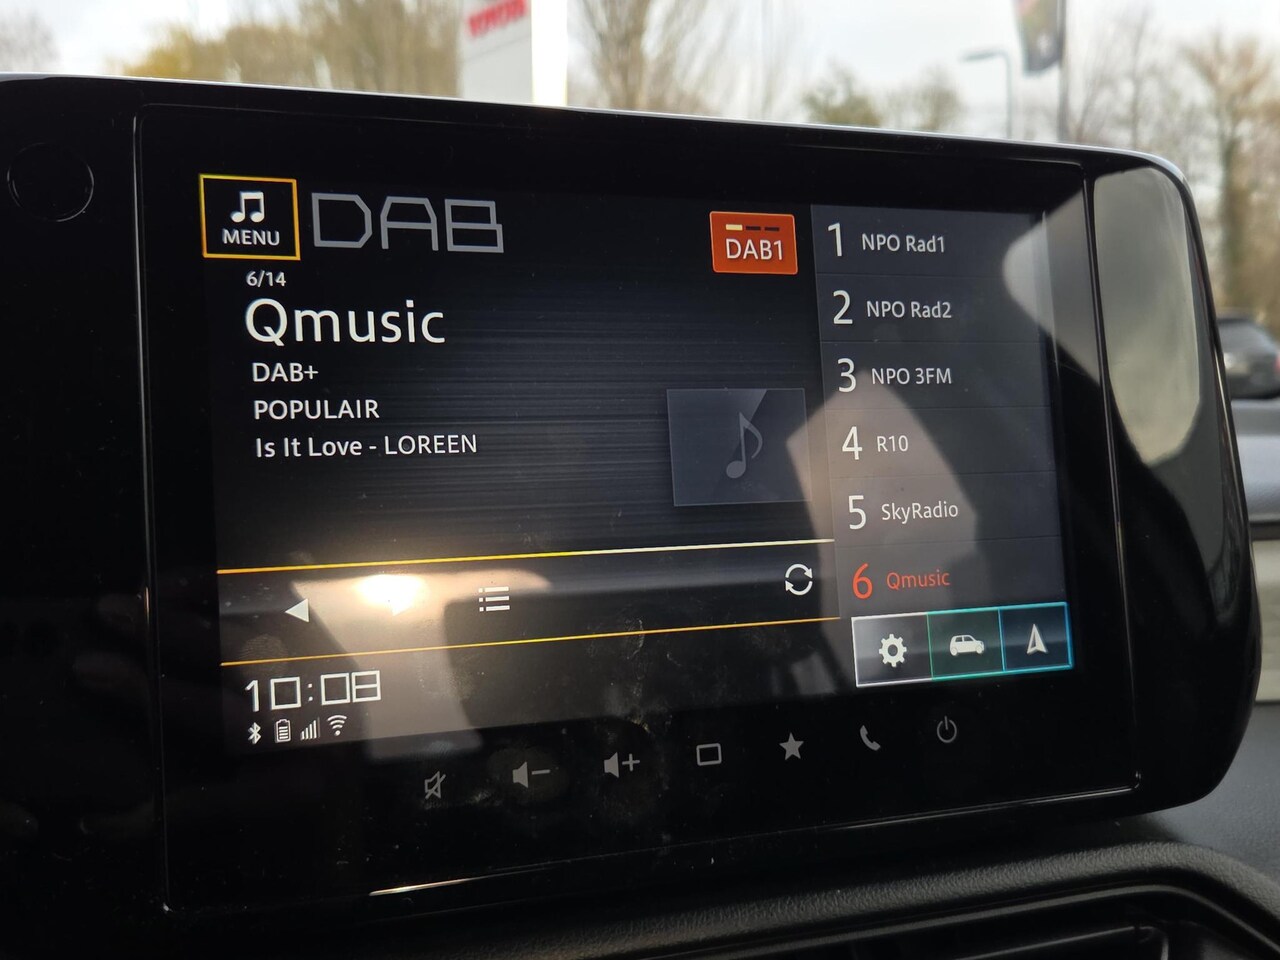 TOYOTA
MENU
DAB
DAB1
6/14
Qmusic
DAB+
POPULAIR
Is It Love - LOREEN
1 NPO Rad1
2 NPO Rad2
3 NPO 3FM
4 R10
5 SkyRadio
6 Qmusic
10:08